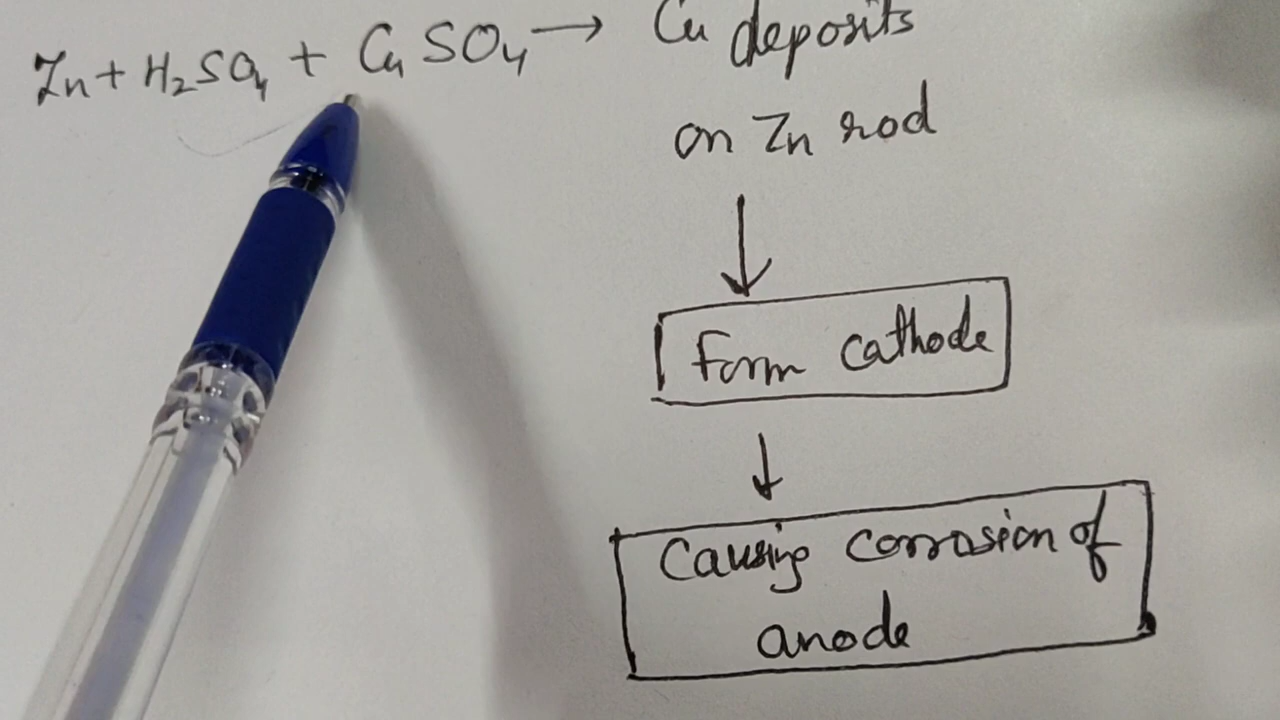 Zn + H₂SO₄ + CuSO₄ → Cu deposits
on Zn rod
↓
Form cathode
↓
Causing corrosion of
anode